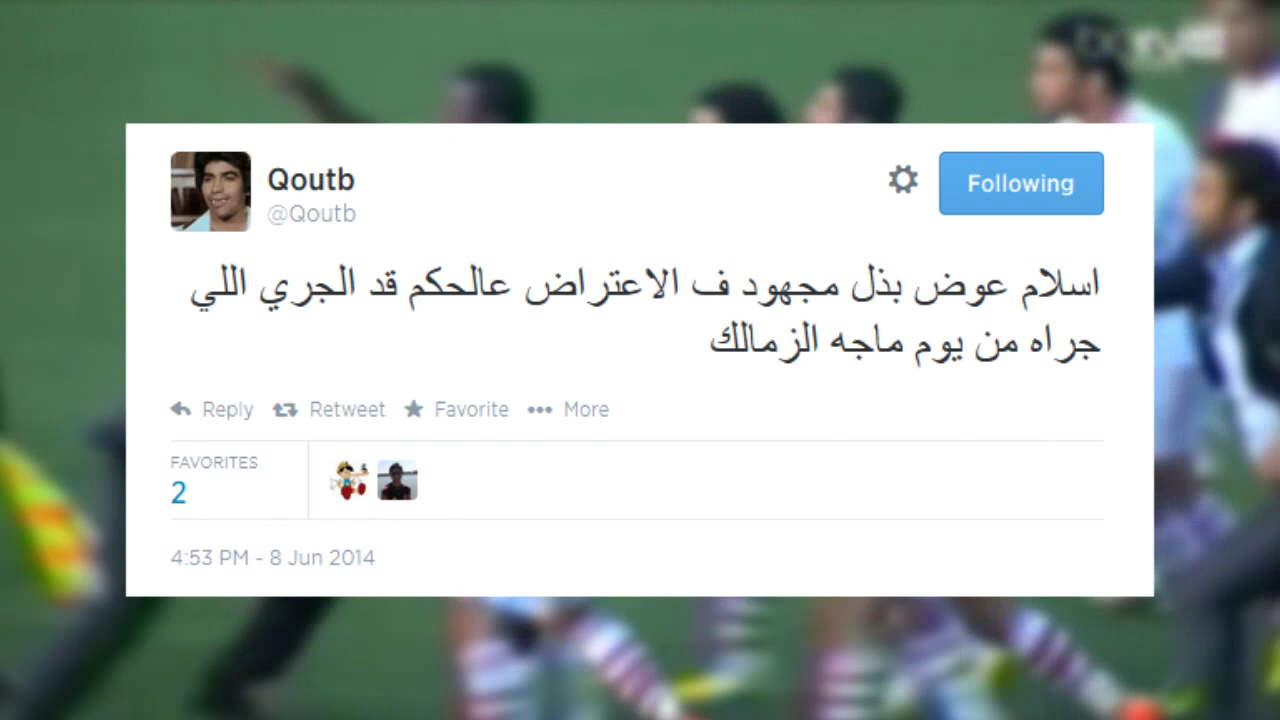 Qoutb
@Qoutb
Following
اسلام عوض بذل مجهود ف الاعتراض عالحكم قد الجري اللي
جراه من يوم ماجه الزمالك
Reply Retweet Favorite More
FAVORITES
2
4:53 PM - 8 Jun 2014